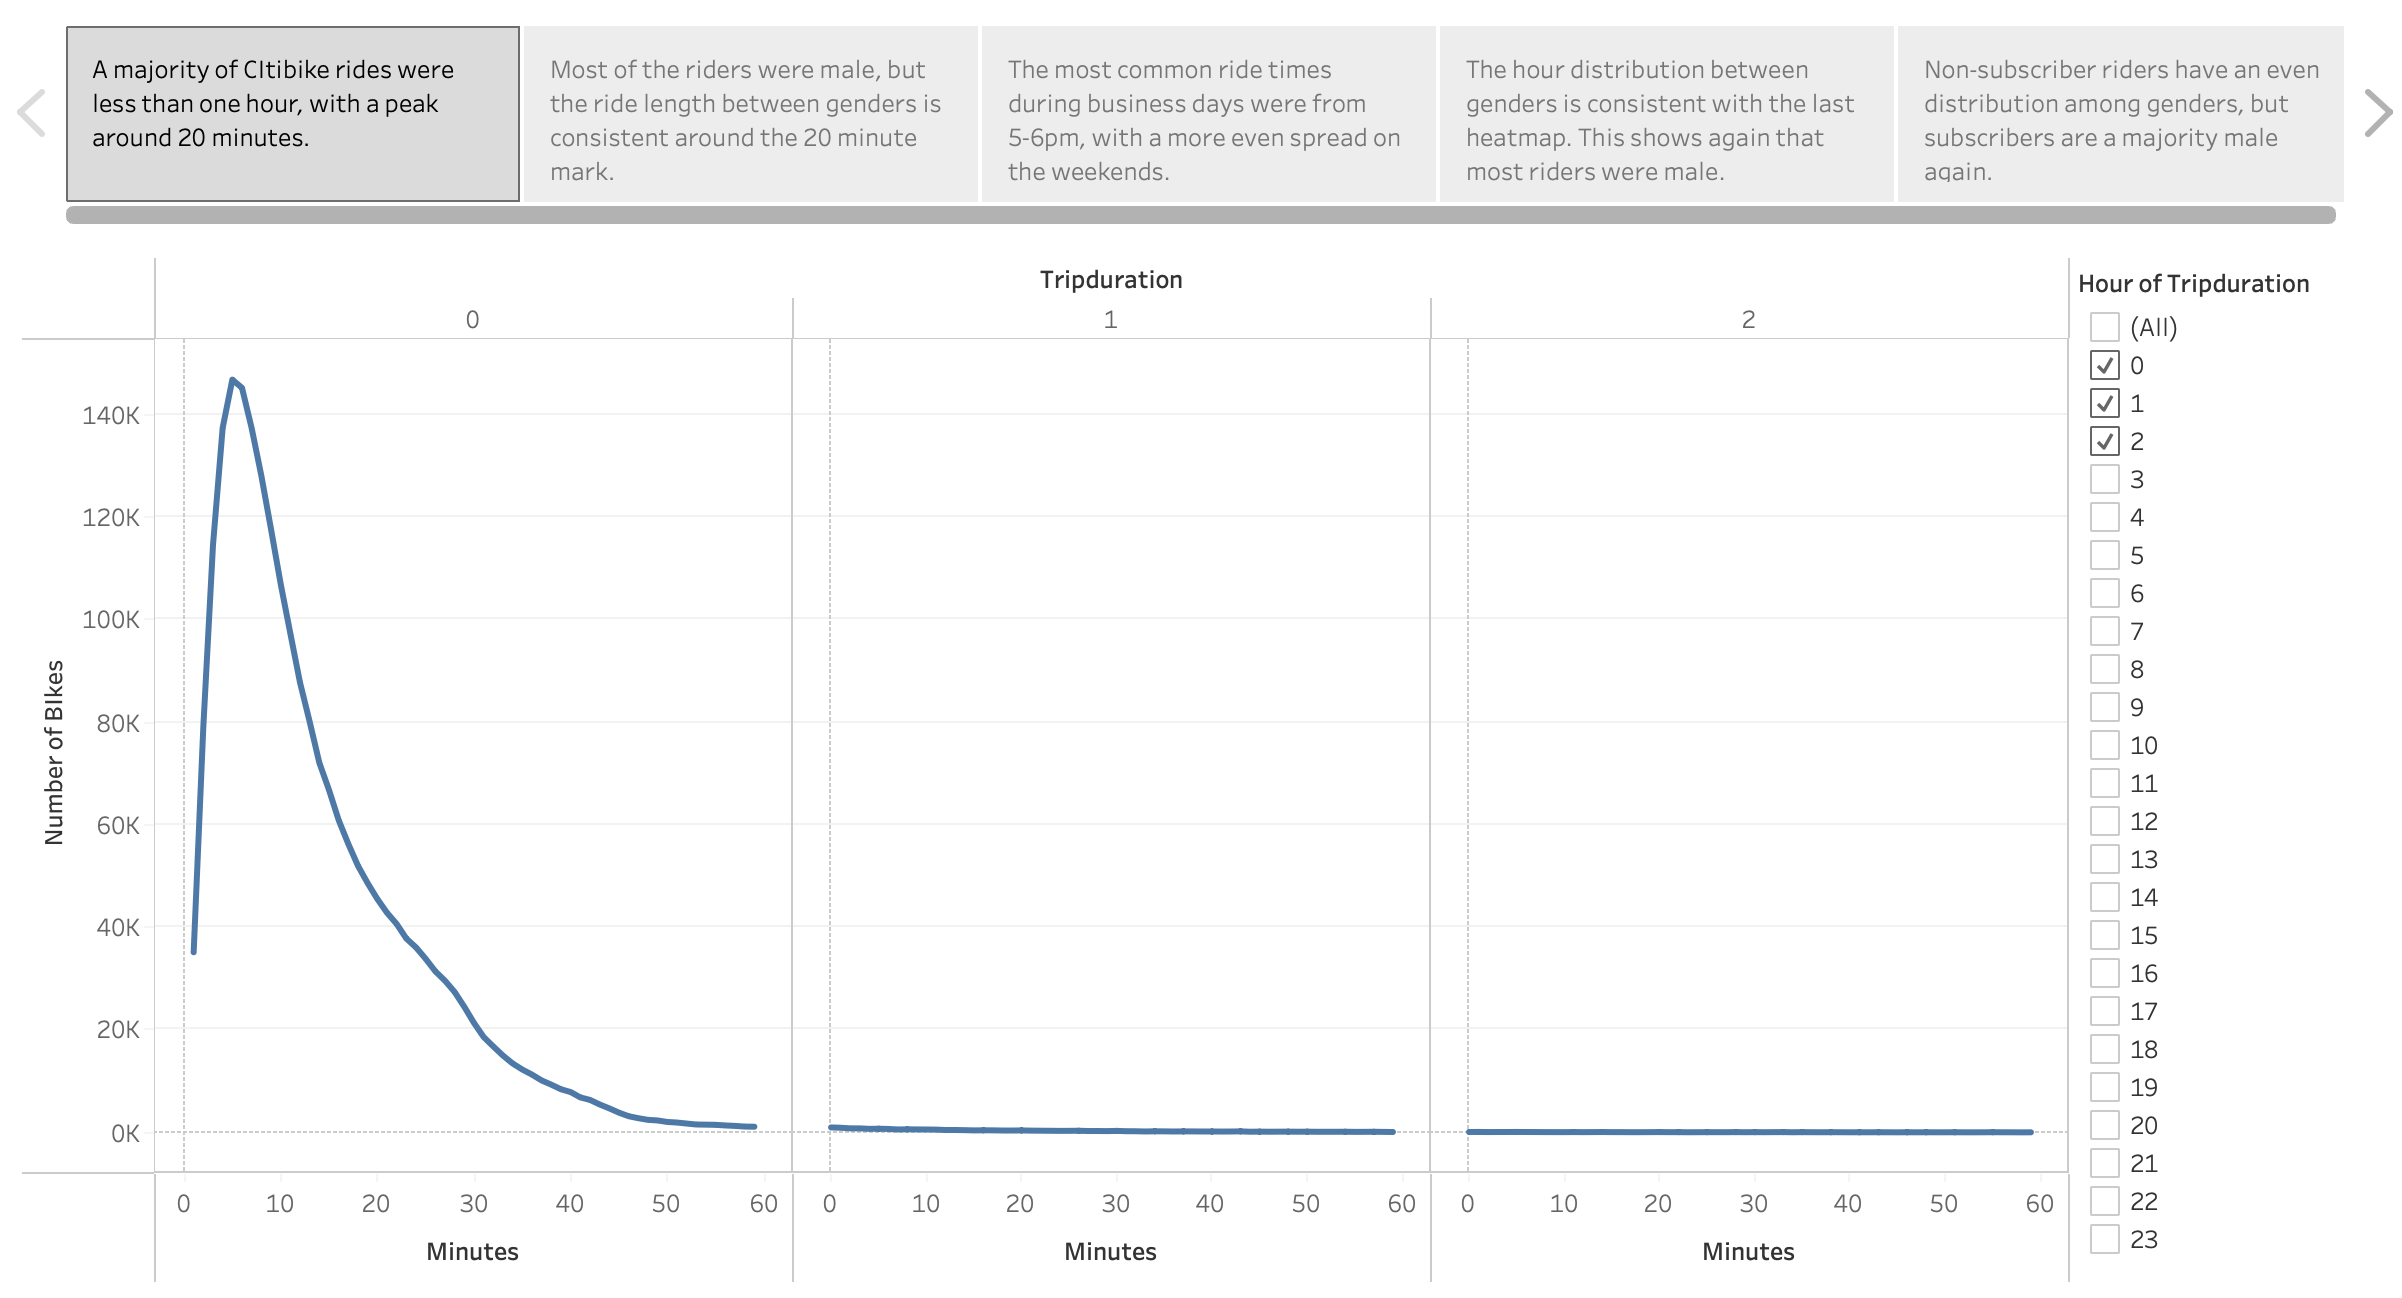 A majority of CItibike rides were
less than one hour, with a peak
around 20 minutes.
Most of the riders were male, but
the ride length between genders is
consistent around the 20 minute
mark.
The most common ride times
during business days were from
5-6pm, with a more even spread on
the weekends.
The hour distribution between
genders is consistent with the last
heatmap. This shows again that
most riders were male.
Non-subscriber riders have an even
distribution among genders, but
subscribers are a majority male
again.
Tripduration
0 1 2
Number of BIkes
140K
120K
100K
80K
60K
40K
20K
0K
0 10 20 30 40 50 60 0 10 20 30 40 50 60 0 10 20 30 40 50 60
Minutes Minutes Minutes
Hour of Tripduration
(All)
0
1
2
3
4
5
6
7
8
9
10
11
12
13
14
15
16
17
18
19
20
21
22
23